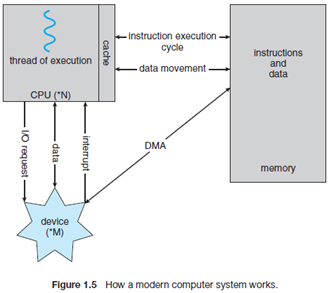 thread of execution
cache
CPU (*N)
instruction execution
cycle
data movement
instructions
and
data
memory
I/O request
data
interrupt
DMA
device
(*M)
Figure 1.5 How a modern computer system works.